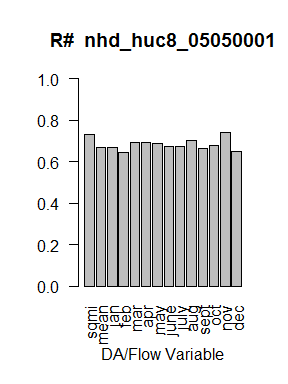 R#  nhd_huc8_05050001
1.0
0.8
0.6
0.4
0.2
0.0
sqmi
mean
jan
feb
mar
apr
may
june
july
aug
sept
oct
nov
dec
DA/Flow Variable